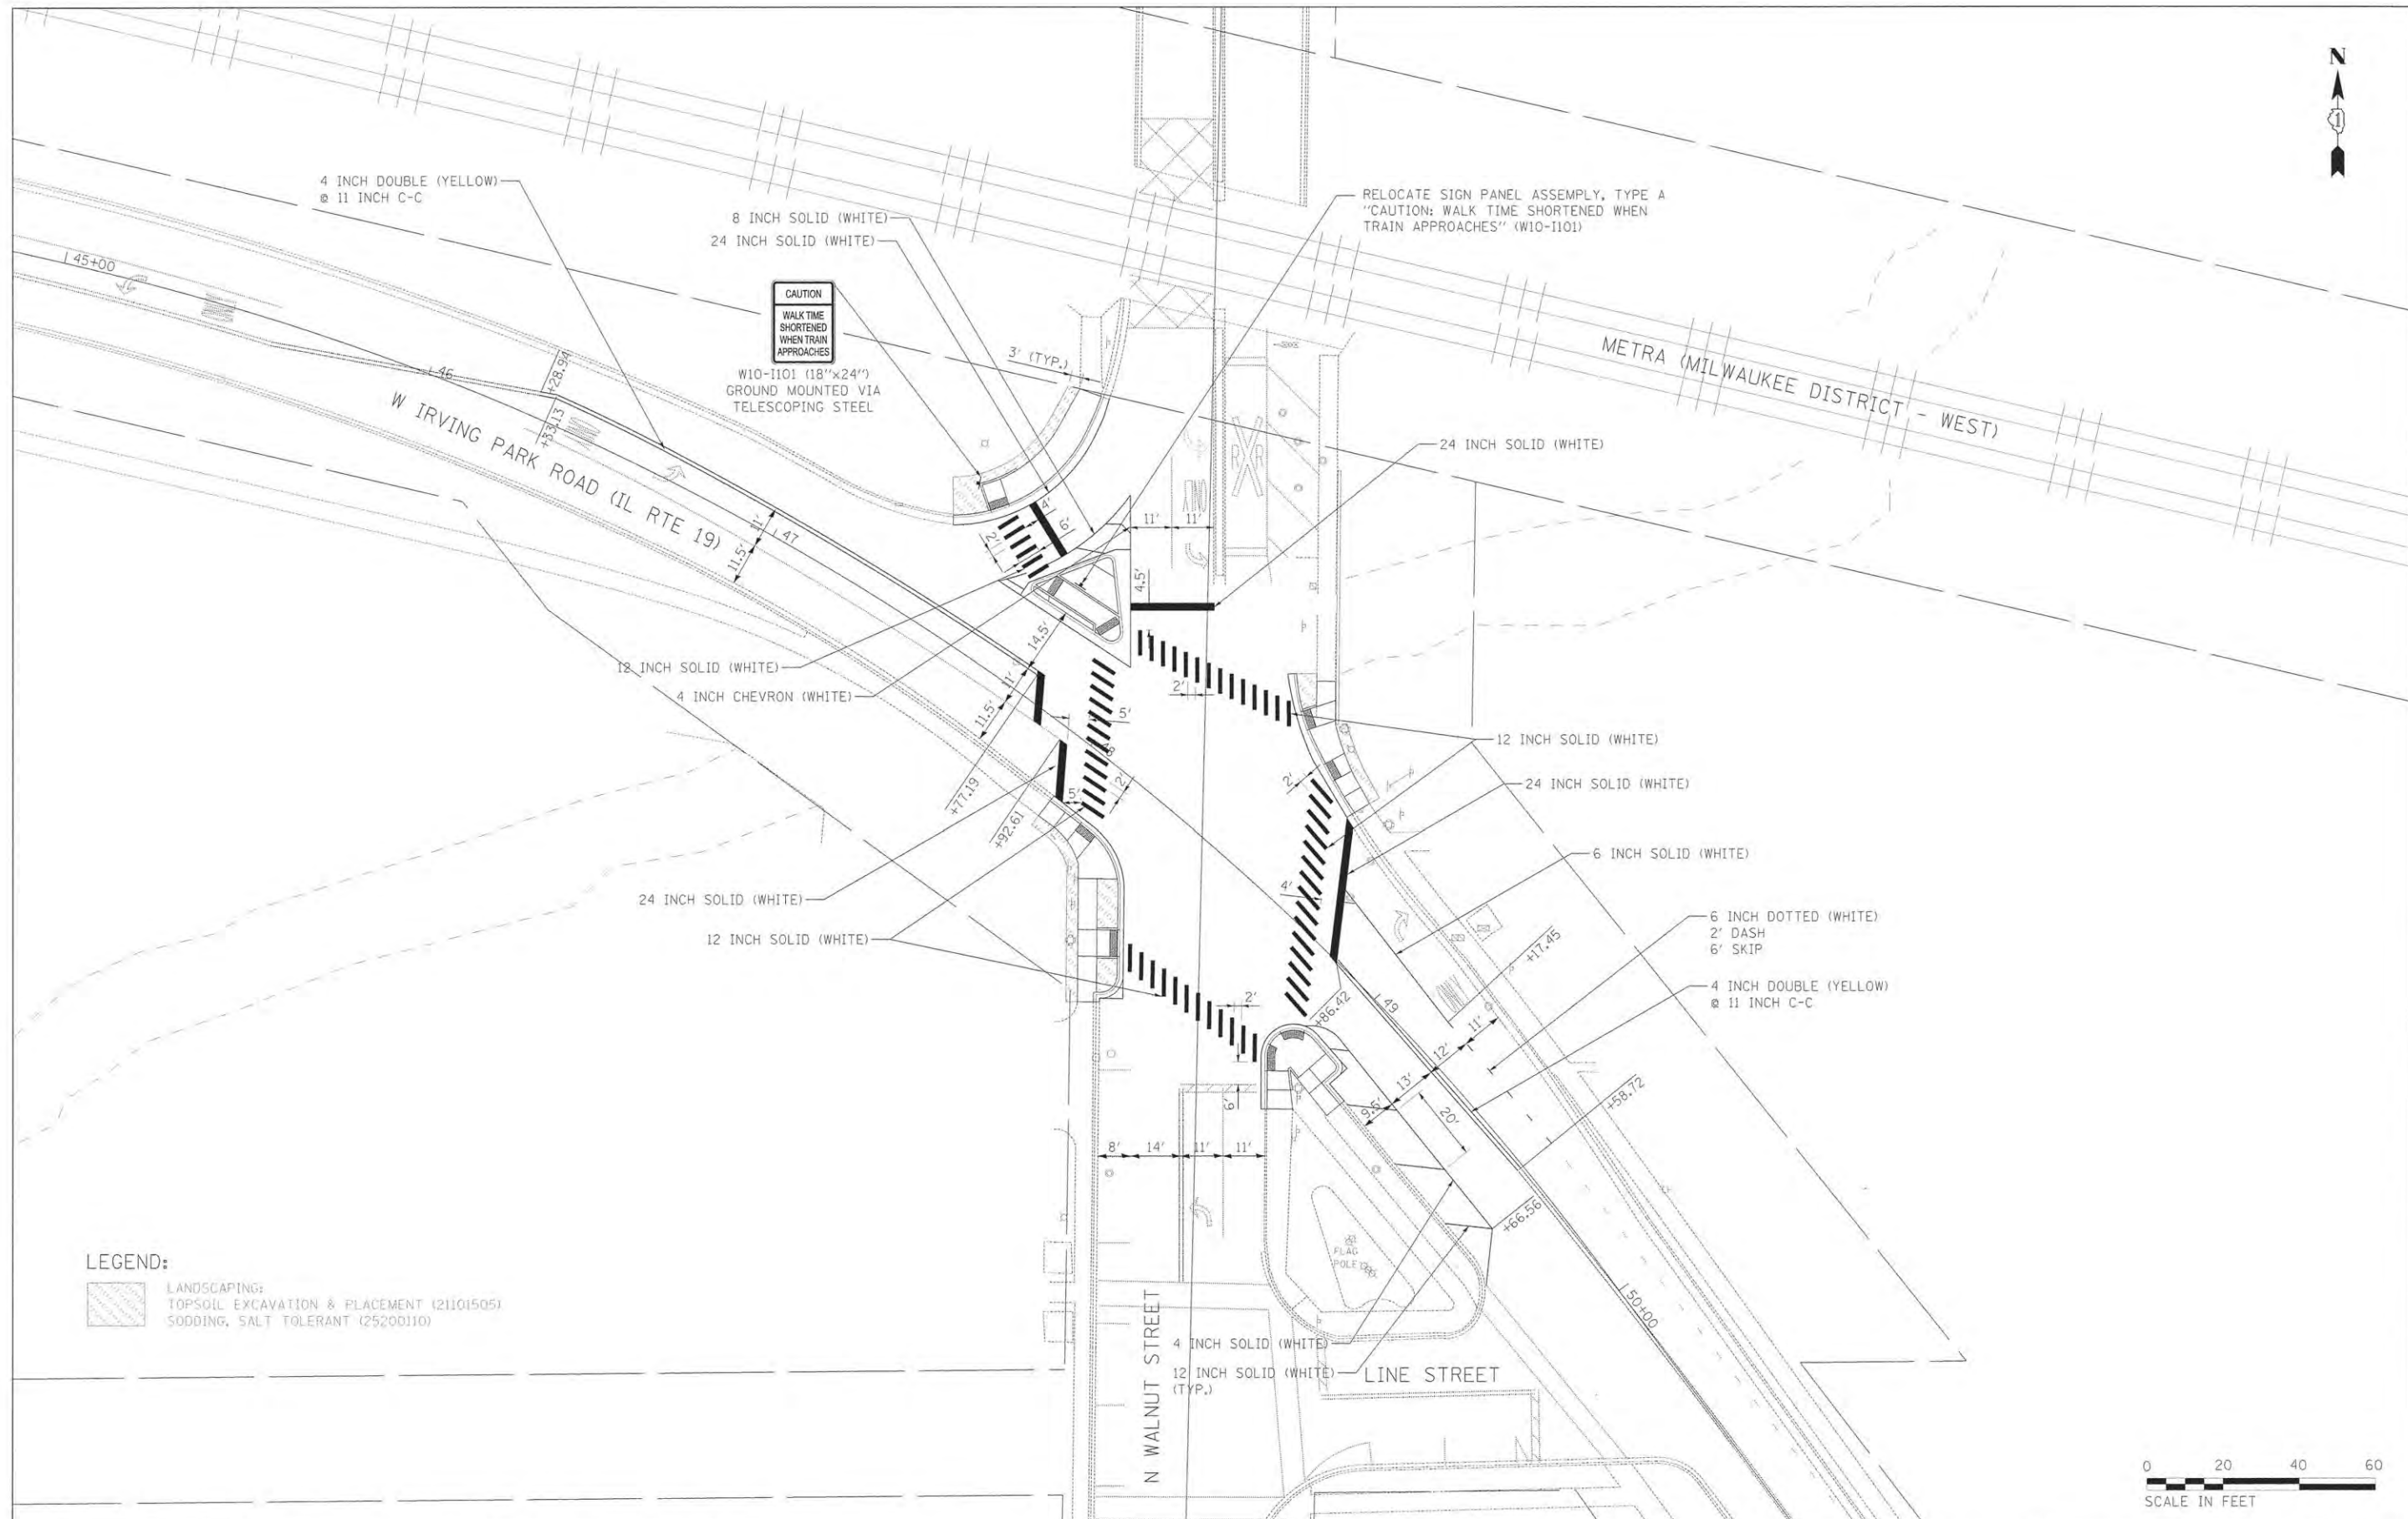 N
1
4 INCH DOUBLE (YELLOW)
@ 11 INCH C-C
8 INCH SOLID (WHITE)
24 INCH SOLID (WHITE)
RELOCATE SIGN PANEL ASSEMPLY, TYPE A
"CAUTION: WALK TIME SHORTENED WHEN
TRAIN APPROACHES" (W10-I101)
45+00
CAUTION
WALK TIME
SHORTENED
WHEN TRAIN
APPROACHES
W10-I101 (18"x24")
GROUND MOUNTED VIA
TELESCOPING STEEL
3' (TYP.)
METRA (MILWAUKEE DISTRICT - WEST)
46
+28.94
+33.13
W IRVING PARK ROAD (IL RTE 19)
24 INCH SOLID (WHITE)
RXR
11'
11.5'
47
4'
6'
2'
11'
11'
4.5'
14.5'
12 INCH SOLID (WHITE)
4 INCH CHEVRON (WHITE)
11'
11.5'
2'
5'
48
12 INCH SOLID (WHITE)
24 INCH SOLID (WHITE)
2'
2'
5'
+77.19
+92.61
6 INCH SOLID (WHITE)
4'
24 INCH SOLID (WHITE)
12 INCH SOLID (WHITE)
6 INCH DOTTED (WHITE)
2' DASH
6' SKIP
+17.45
4 INCH DOUBLE (YELLOW)
@ 11 INCH C-C
2'
+86.42
49
11'
12'
13'
9.5'
20'
6'
+58.72
8'
14'
11'
11'
+66.56
FLAG
POLE
LEGEND:
LANDSCAPING:
TOPSOIL EXCAVATION & PLACEMENT (21101505)
SODDING, SALT TOLERANT (25200110)
50+00
N WALNUT STREET
4 INCH SOLID (WHITE)
12 INCH SOLID (WHITE)
(TYP.)
LINE STREET
0 20 40 60
SCALE IN FEET